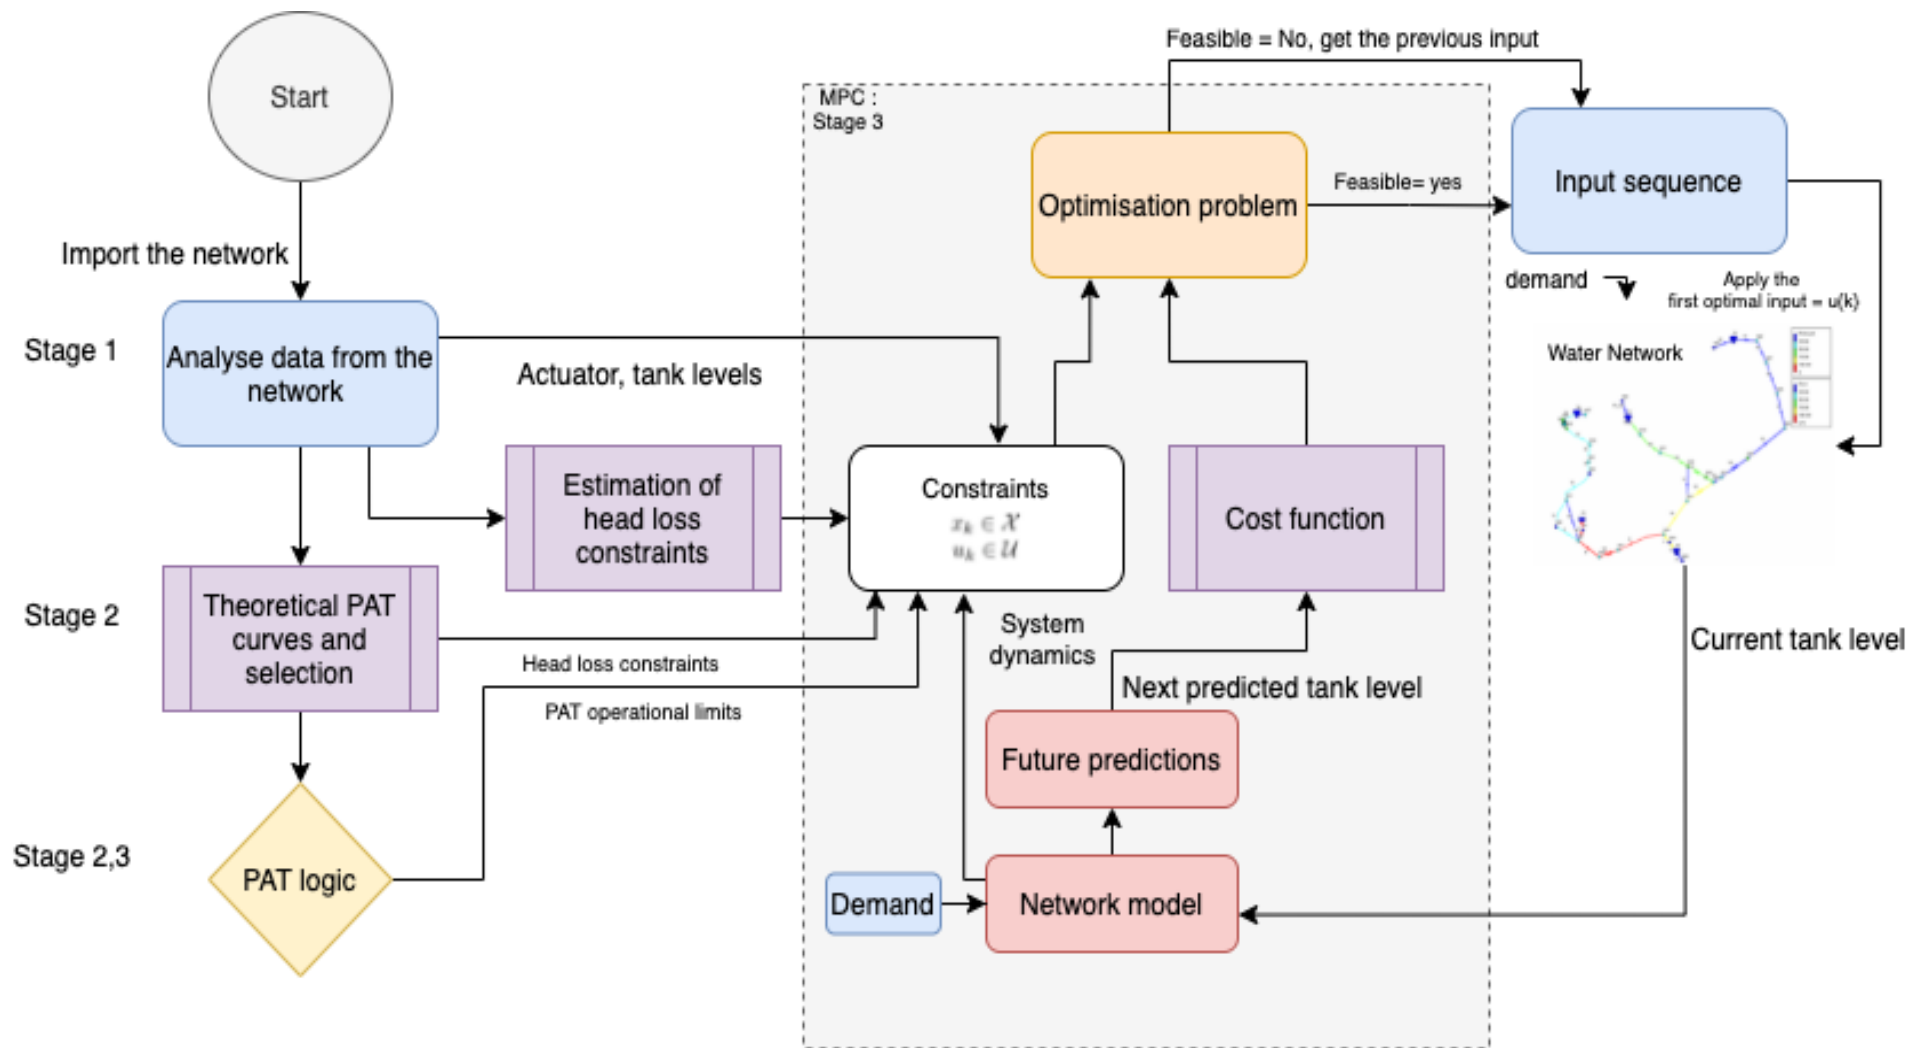 Start
Import the network
Stage 1
Analyse data from the
network
Actuator, tank levels
Stage 2
Theoretical PAT
curves and
selection
Estimation of
head loss
constraints
Head loss constraints
PAT operational limits
Stage 2,3
PAT logic
MPC :
Stage 3
Feasible = No, get the previous input
Optimisation problem
Feasible= yes
Input sequence
demand
Apply the
first optimal input = u(k)
Water Network
Constraints
x_k ∈ 𝒳
u_k ∈ 𝒰
Cost function
System
dynamics
Next predicted tank level
Future predictions
Demand
Network model
Current tank level